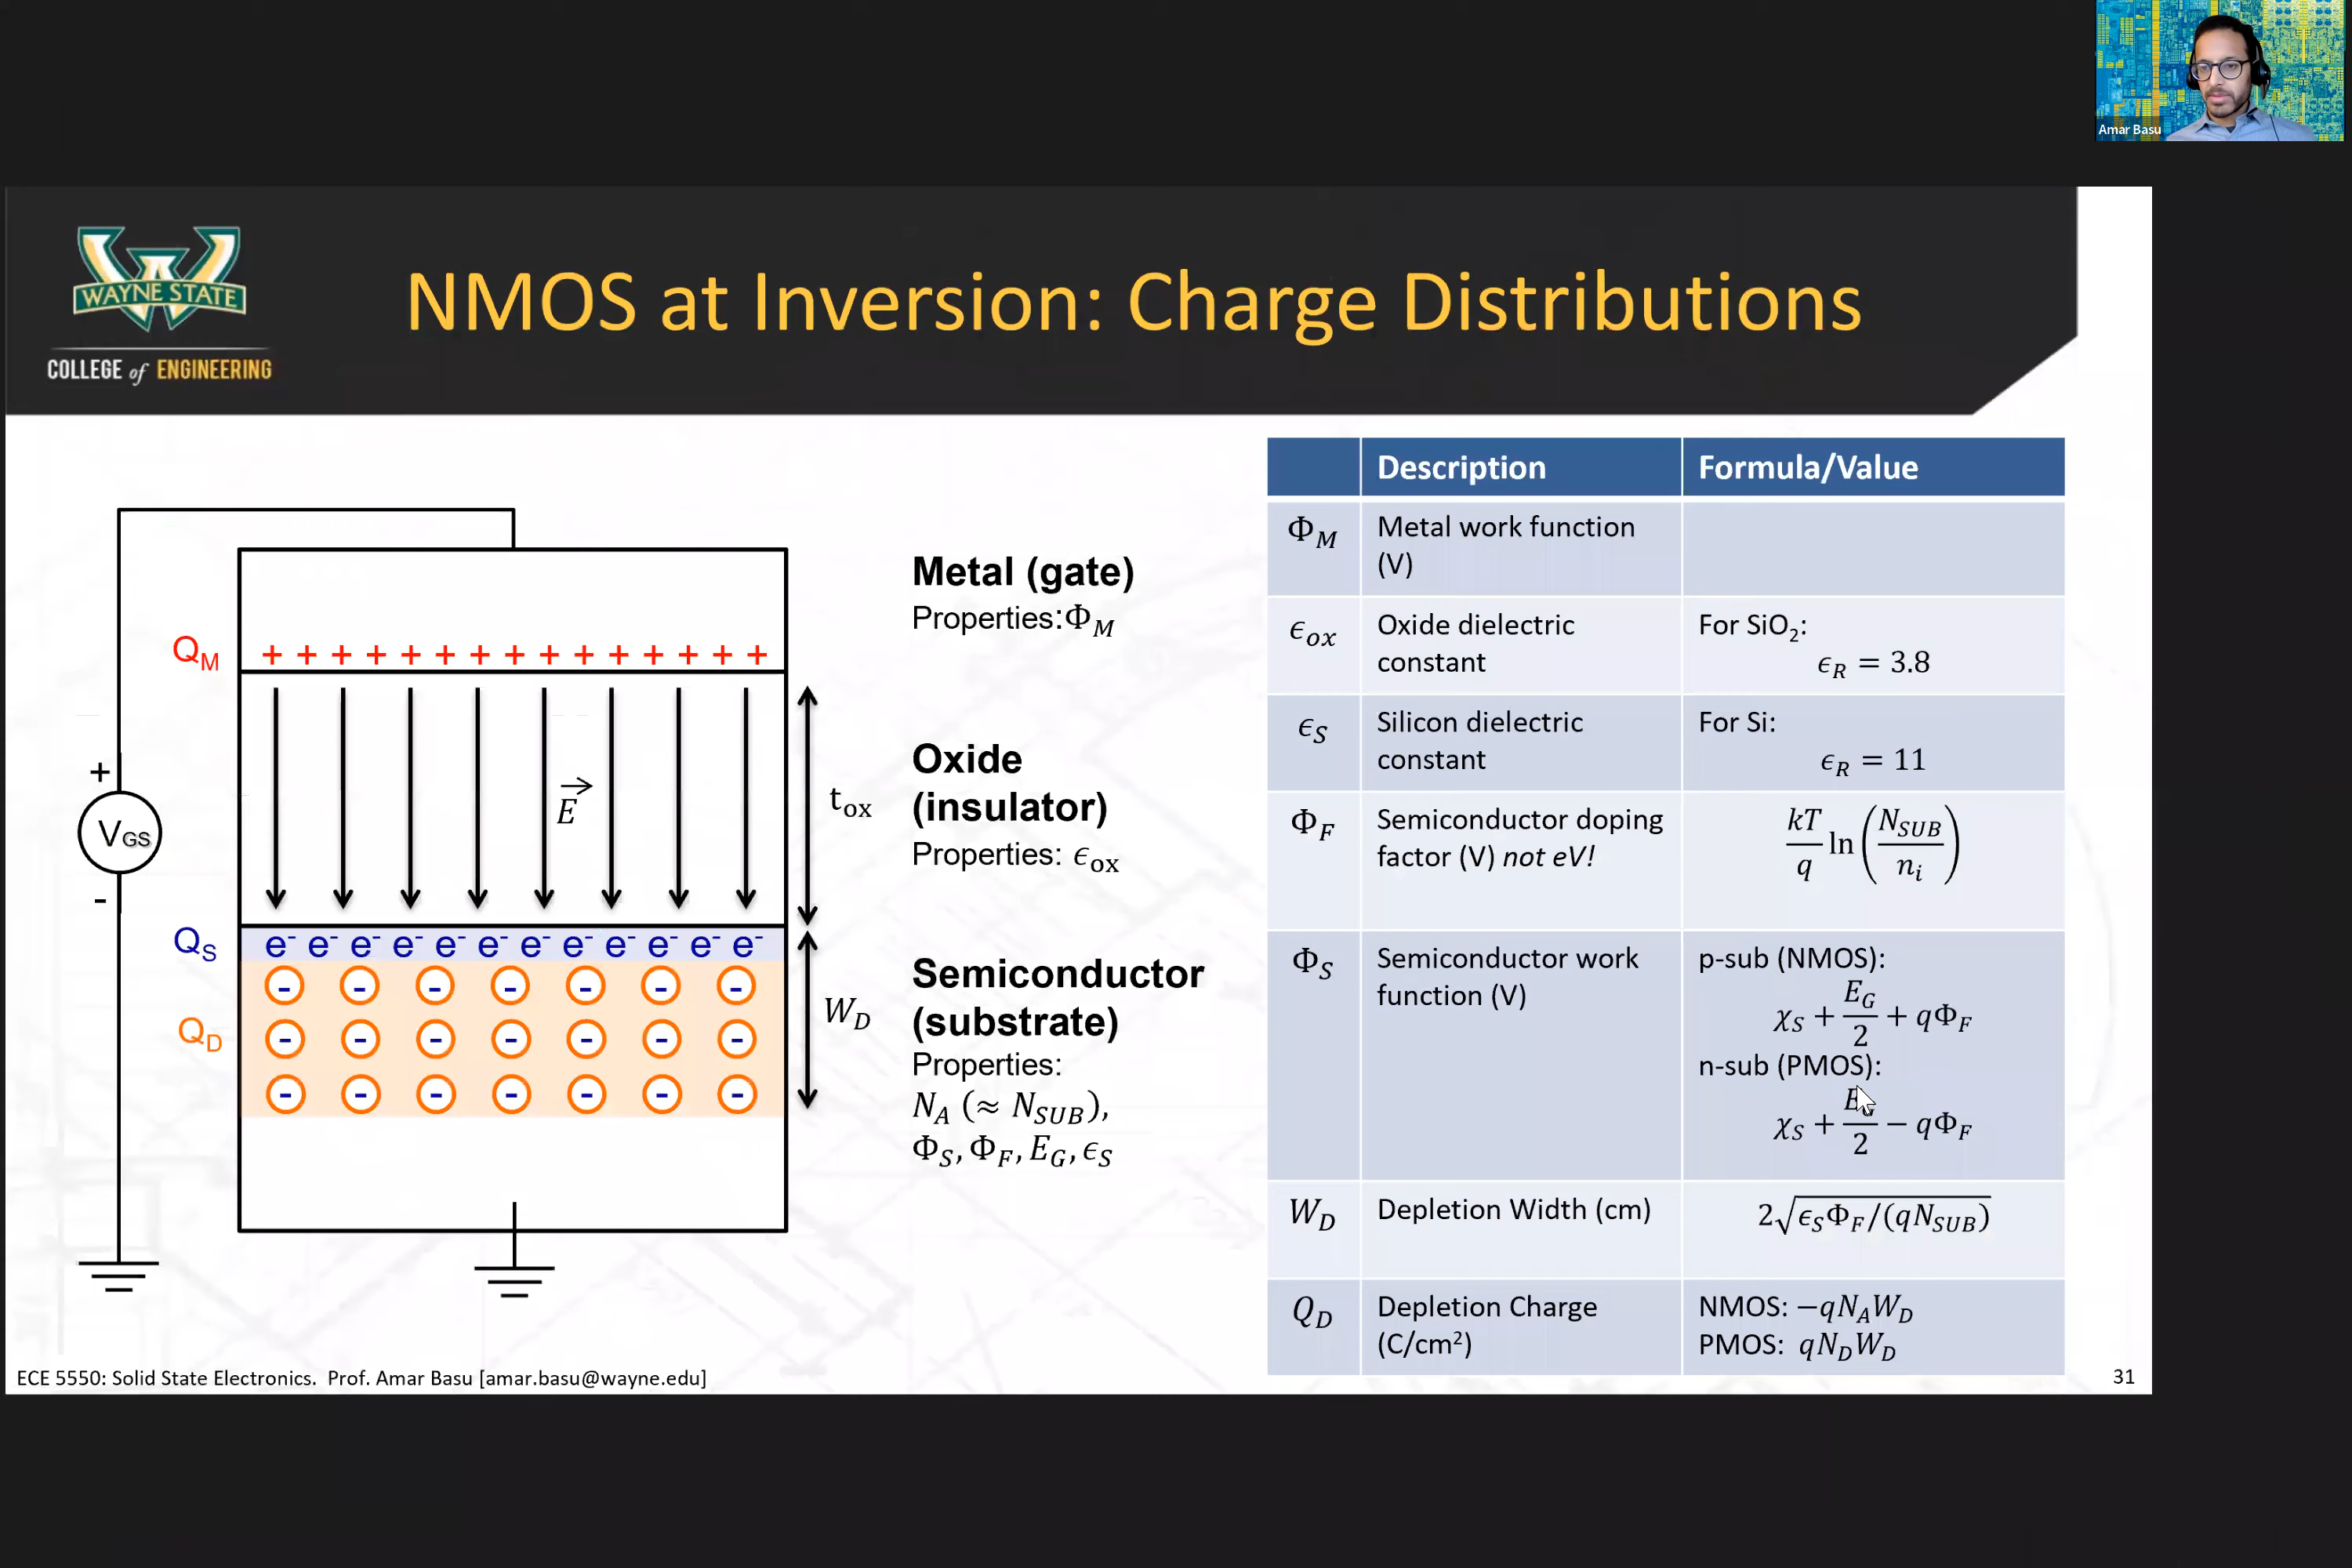 Amar Basu
WAYNE STATE
COLLEGE of ENGINEERING
NMOS at Inversion: Charge Distributions
Q_M
+ + + + + + + + + + + + + + +
+
V_GS
-
E⃗
t_ox
Q_S
e⁻ e⁻ e⁻ e⁻ e⁻ e⁻ e⁻ e⁻ e⁻ e⁻ e⁻ e⁻
Q_D
- - - - - - -
- - - - - - -
- - - - - - -
W_D
Metal (gate)
Properties: Φ_M
Oxide
(insulator)
Properties: ϵ_ox
Semiconductor
(substrate)
Properties:
N_A (≈ N_SUB),
Φ_S, Φ_F, E_G, ϵ_S
Description Formula/Value
Φ_M Metal work function
(V)
ϵ_ox Oxide dielectric
constant
For SiO₂:
ϵ_R = 3.8
ϵ_S Silicon dielectric
constant
For Si:
ϵ_R = 11
Φ_F Semiconductor doping
factor (V) not eV!
kT/q ln(N_SUB/n_i)
Φ_S Semiconductor work
function (V)
p-sub (NMOS):
χ_S + E_G/2 + qΦ_F
n-sub (PMOS):
χ_S + E/2 − qΦ_F
W_D Depletion Width (cm) 2√(ϵ_SΦ_F/(qN_SUB))
Q_D Depletion Charge
(C/cm²)
NMOS: −qN_AW_D
PMOS: qN_DW_D
ECE 5550: Solid State Electronics. Prof. Amar Basu [amar.basu@wayne.edu]
31